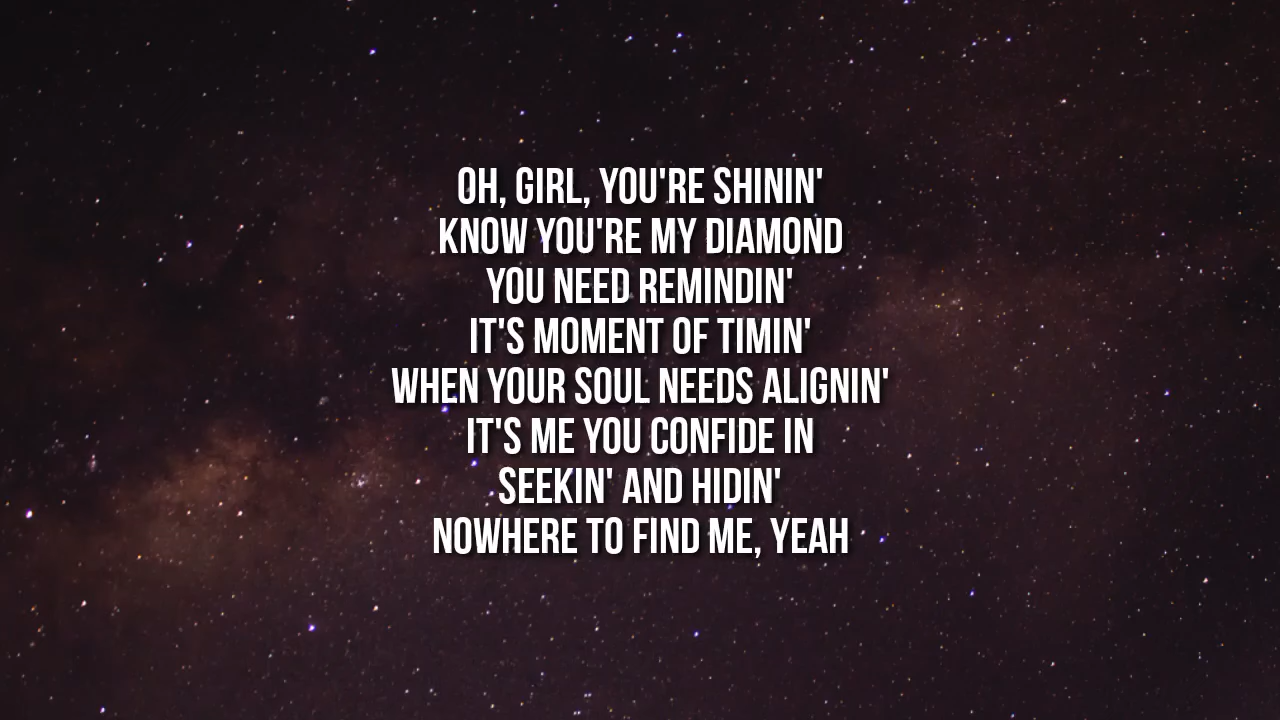 OH, GIRL, YOU'RE SHININ'
KNOW YOU'RE MY DIAMOND
YOU NEED REMINDIN'
IT'S MOMENT OF TIMIN'
WHEN YOUR SOUL NEEDS ALIGNIN'
IT'S ME YOU CONFIDE IN
SEEKIN' AND HIDIN'
NOWHERE TO FIND ME, YEAH